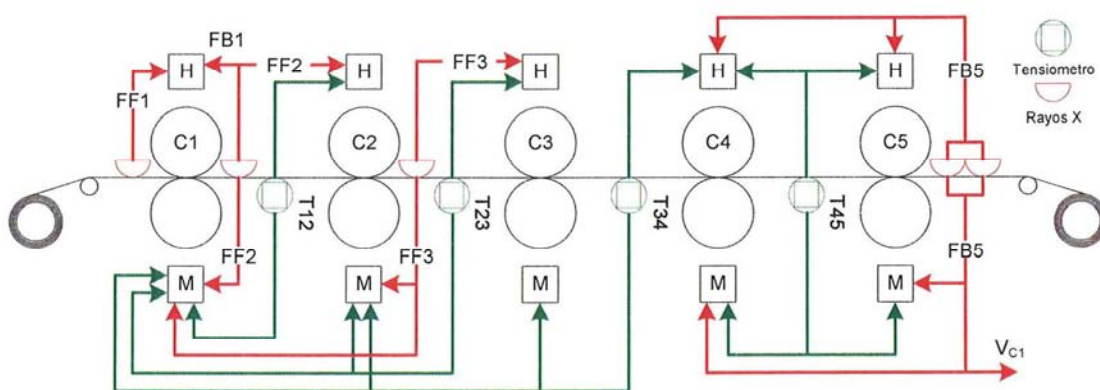 FB1
H
FF2
H
FF3
H
H
H
FB5
Tensiometro
Rayos X
FF1
C1
C2
C3
C4
C5
T12
T23
T34
T45
FF2
FF3
FB5
M
M
M
M
M
VC1